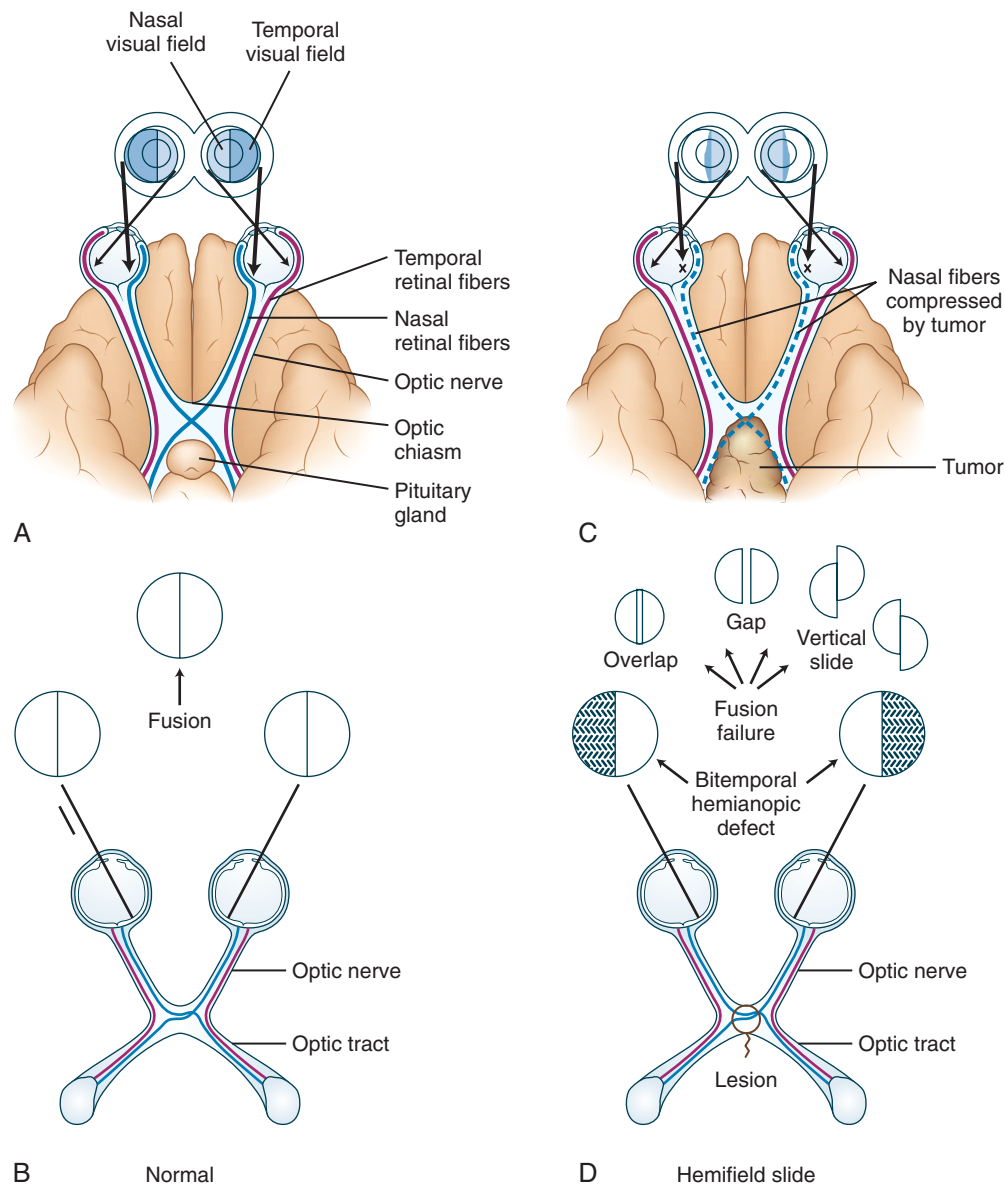 Nasal
visual field
Temporal
visual field
Temporal
retinal fibers
Nasal
retinal fibers
Optic nerve
Optic
chiasm
Pituitary
gland
A
x
x
Nasal fibers
compressed
by tumor
Tumor
C
Fusion
Optic nerve
Optic tract
B
Normal
Overlap
Gap
Vertical
slide
Fusion
failure
Bitemporal
hemianopic
defect
Optic nerve
Optic tract
Lesion
D
Hemifield slide